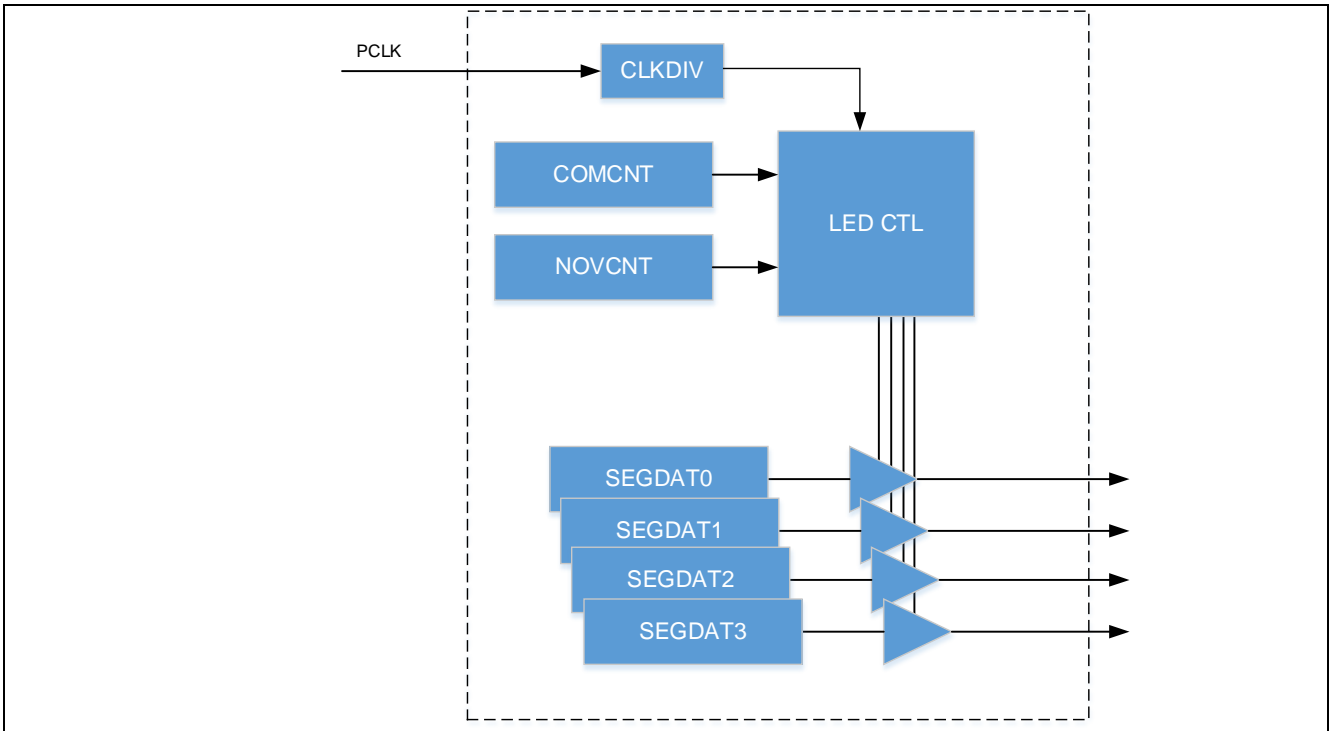 PCLK
CLKDIV
COMCNT
LED CTL
NOVCNT
SEGDAT0
SEGDAT1
SEGDAT2
SEGDAT3